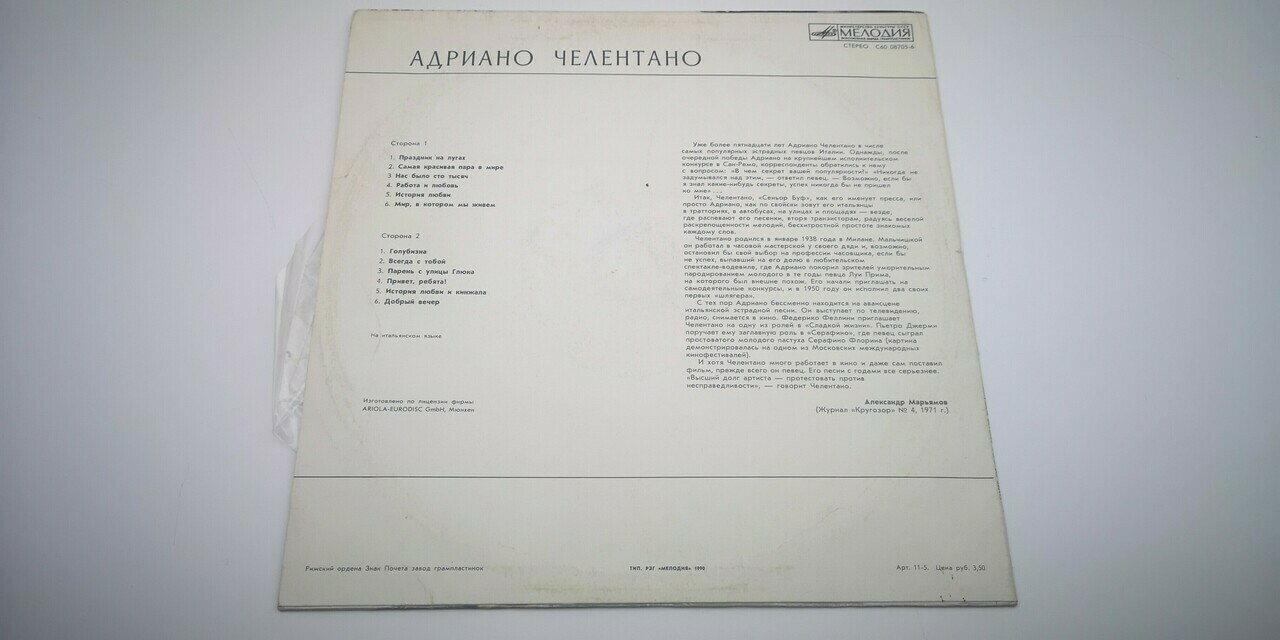 МИНИСТЕРСТВО КУЛЬТУРЫ СССР
МЕЛОДИЯ
СТЕРЕО С60 08705-6
АДРИАНО ЧЕЛЕНТАНО
Сторона 1
1. Праздник на лугах
2. Самая красивая пара в мире
3 Нас было сто тысяч
4. Работа и любовь
5. История любви
6. Мир, в котором мы живем
Сторона 2
1. Голубизна
2. Всегда с тобой
3. Парень с улицы Глюка
4. Привет, ребята!
5. История любви и кинжала
6. Добрый вечер
На итальянском языке
Изготовлено по лицензии фирмы
ARIOLA-EURODISC GmbH, Мюнхен
Уже более пятнадцати лет Адриано Челентано в числе
самых популярных эстрадных певцов Италии. Однажды, после
очередной победы Адриано на крупнейшем исполнительском
конкурсе в Сан-Ремо, корреспонденты обратились к нему
с вопросом: «В чем секрет вашей популярности?» «Никогда не
задумывался над этим, — ответил певец. — Возможно, если бы
я знал какие-нибудь секреты, успех никогда бы не пришел
ко мне»...
Итак, Челентано, «Сеньор Буф», как его именует пресса, или
просто Адриано, как по свойски зовут его итальянцы
в тратториях, в автобусах, на улицах и площадях — везде,
где распевают его песенки, вторя транзисторам, радуясь веселой
раскрепощенности мелодий, бесхитростной простоте знакомых
каждому слов.
Челентано родился в январе 1938 года в Милане. Мальчишкой
он работал в часовой мастерской у своего дяди и, возможно,
остановил бы свой выбор на профессии часовщика, если бы
не успех, выпавший на его долю в любительском
спектакле-водевиле, где Адриано покорил зрителей уморительным
пародированием молодого в те годы певца Луи Прима,
на которого был внешне похож. Его начали приглашать на
самодеятельные конкурсы, и в 1950 году он исполнил два своих
первых «шлягера».
С тех пор Адриано бессменно находится на авансцене
итальянской эстрадной песни. Он выступает по телевидению,
радио, снимается в кино. Федерико Феллини приглашает
Челентано на одну из ролей в «Сладкой жизни». Пьетро Джерми
поручает ему заглавную роль в «Серафино», где певец сыграл
простоватого молодого пастуха Серафино Флорина (картина
демонстрировалась на одном из Московских международных
кинофестивалей).
И хотя Челентано много работает в кино и даже сам поставил
фильм, прежде всего он певец. Его песни с годами все серьезнее.
«Высший долг артиста — протестовать против
несправедливости», — говорит Челентано.
Александр Марьямов
(Журнал «Кругозор» № 4, 1971 г.)
Рижский ордена Знак Почета завод грампластинок
ТИП. РЗГ «МЕЛОДИЯ» 1990
Арт. 11-5. Цена руб. 3,50